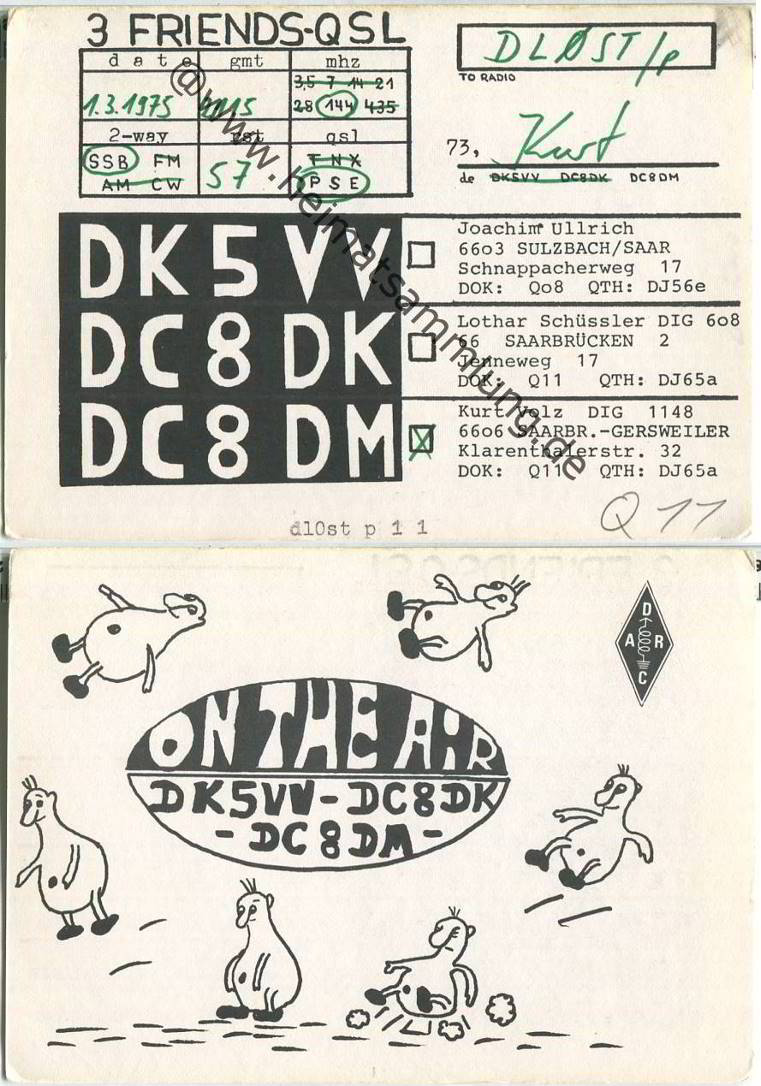 3 FRIENDS-QSL
date gmt mhz
3,5 7 14 21
1.3.1975 28 144 435
2-way rst qsl
SSB FM 57 TNX
AM CW PSE
DLØST/p
TO RADIO
73, Kurt
de DK5VV DC8DK DC8DM
DK5VV
DC8DK
DC8DM
Joachim Ullrich
66o3 SULZBACH/SAAR
Schnappacherweg 17
DOK: Qo8 QTH: DJ56e
Lothar Schüssler DIG 6o8
66 SAARBRÜCKEN 2
Jenneweg 17
DOK: Q11 QTH: DJ65a
Kurt Volz DIG 1148
66o6 SAARBR.-GERSWEILER
Klarenthalerstr. 32
DOK: Q11 QTH: DJ65a
@www.heimatsammlung.de
dl0st p 1 1
Q 11
DARC
ON THE AIR
DK5VV-DC8DK
-DC8DM-